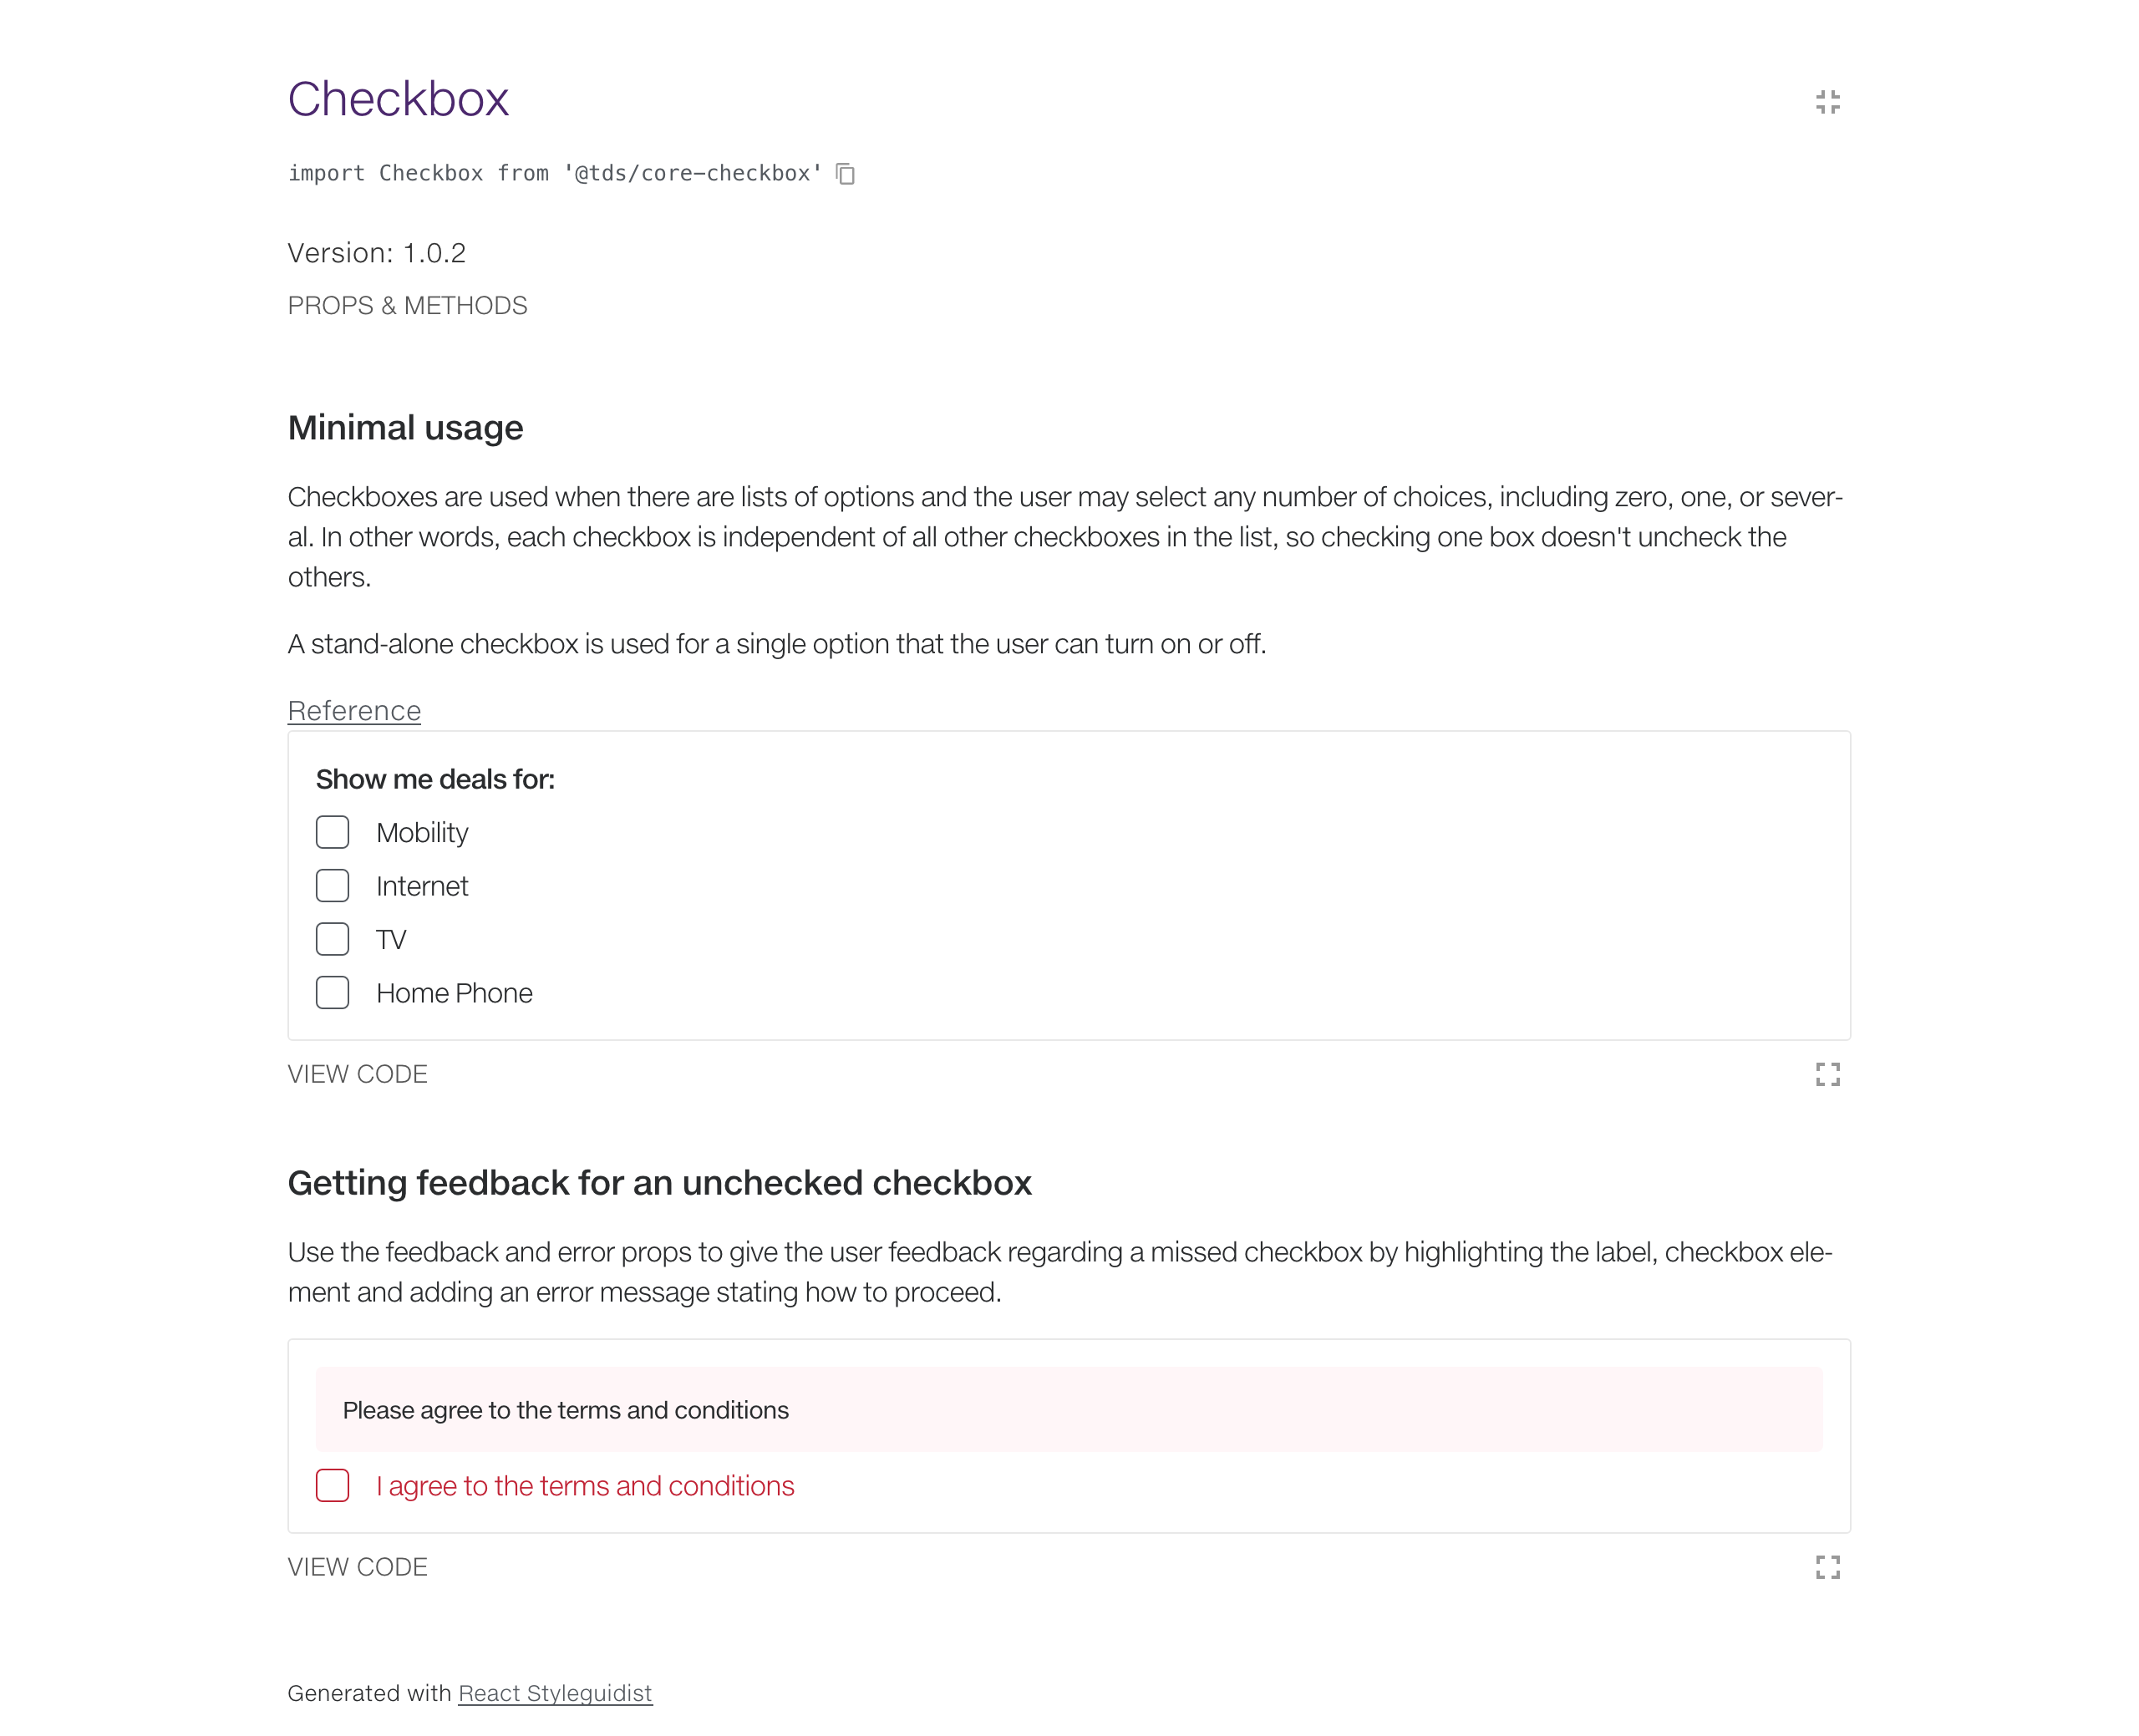 Checkbox
import Checkbox from '@tds/core-checkbox'
Version: 1.0.2
PROPS & METHODS
Minimal usage
Checkboxes are used when there are lists of options and the user may select any number of choices, including zero, one, or sever-
al. In other words, each checkbox is independent of all other checkboxes in the list, so checking one box doesn't uncheck the
others.
A stand-alone checkbox is used for a single option that the user can turn on or off.
Reference
Show me deals for:
Mobility
Internet
TV
Home Phone
VIEW CODE
Getting feedback for an unchecked checkbox
Use the feedback and error props to give the user feedback regarding a missed checkbox by highlighting the label, checkbox ele-
ment and adding an error message stating how to proceed.
Please agree to the terms and conditions
I agree to the terms and conditions
VIEW CODE
Generated with React Styleguidist